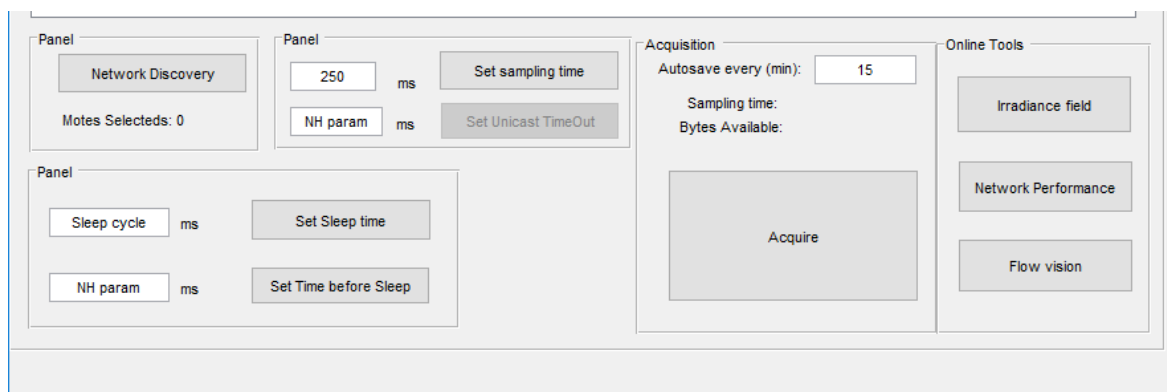 Panel
Network Discovery
Motes Selecteds: 0
Panel
250 ms Set sampling time
NH param ms Set Unicast TimeOut
Panel
Sleep cycle ms Set Sleep time
NH param ms Set Time before Sleep
Acquisition
Autosave every (min): 15
Sampling time:
Bytes Available:
Acquire
Online Tools
Irradiance field
Network Performance
Flow vision